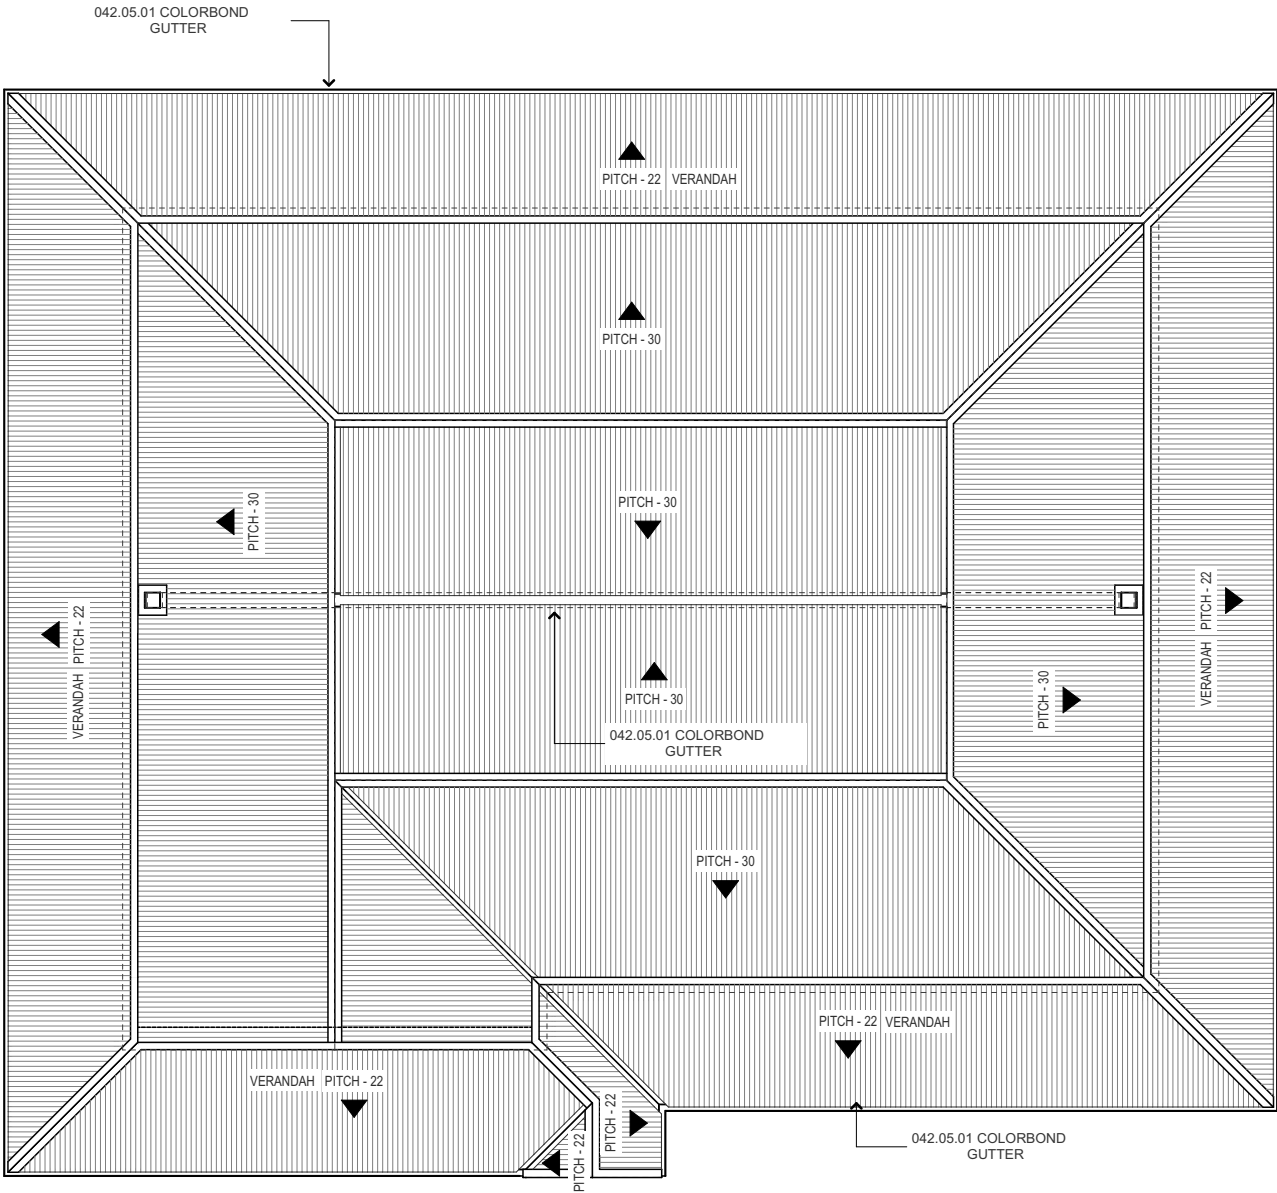 042.05.01 COLORBOND
GUTTER
PITCH - 22 VERANDAH
PITCH - 30
PITCH - 30
PITCH - 30
VERANDAH PITCH - 22
VERANDAH PITCH - 22
PITCH - 30
PITCH - 30
042.05.01 COLORBOND
GUTTER
PITCH - 30
PITCH - 22 VERANDAH
VERANDAH PITCH - 22
PITCH - 22
PITCH - 22
042.05.01 COLORBOND
GUTTER